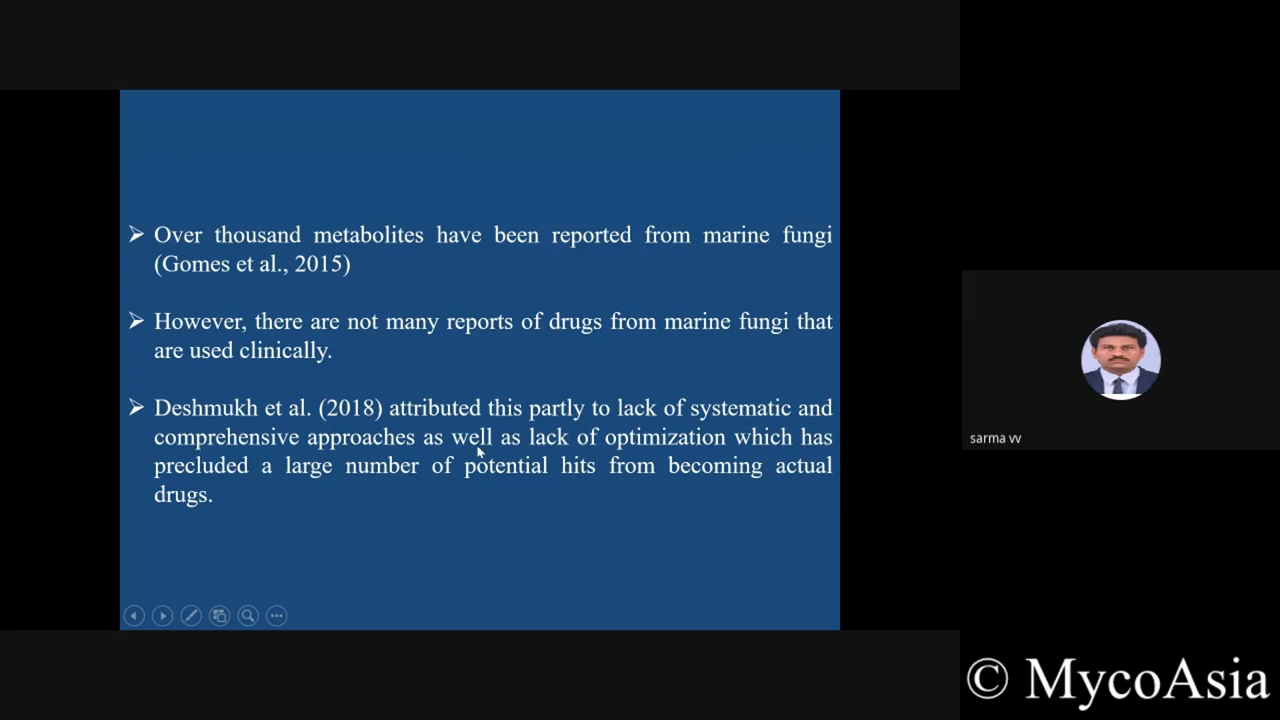 ➢ Over thousand metabolites have been reported from marine fungi
(Gomes et al., 2015)
➢ However, there are not many reports of drugs from marine fungi that
are used clinically.
➢ Deshmukh et al. (2018) attributed this partly to lack of systematic and
comprehensive approaches as well as lack of optimization which has
precluded a large number of potential hits from becoming actual
drugs.
sarma vv
© MycoAsia